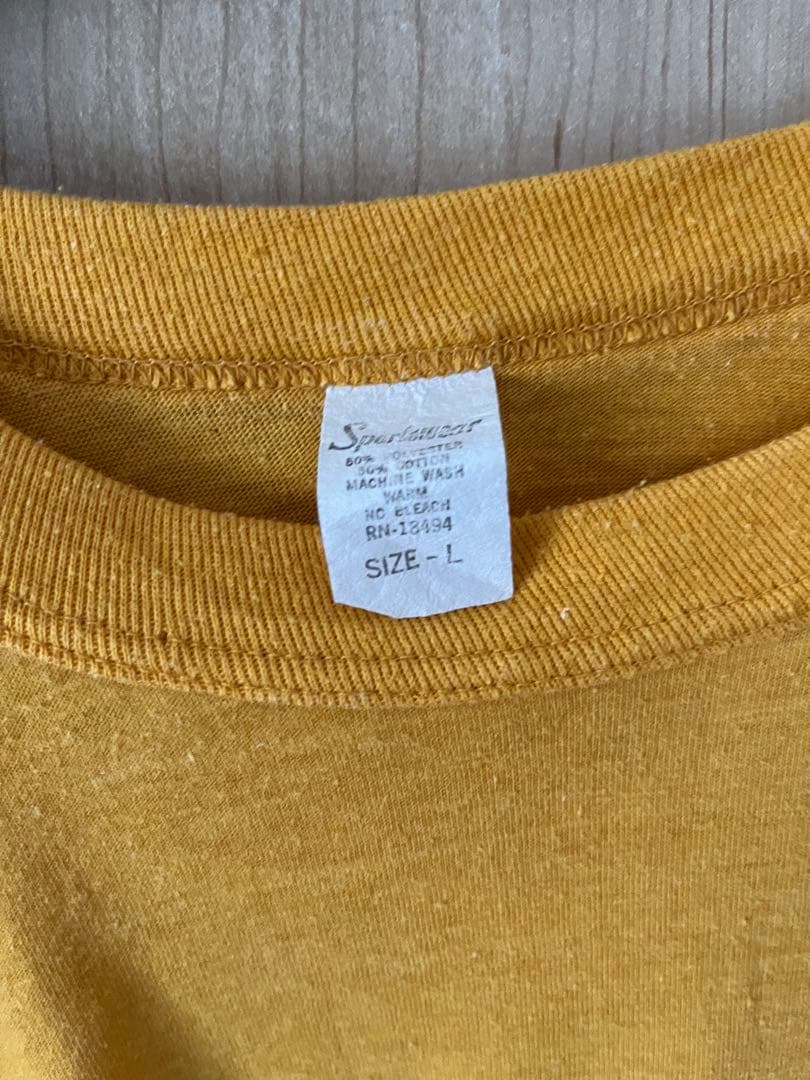 Sportswear
50% POLYESTER
50% COTTON
MACHINE WASH
WARM
NO BLEACH
RN-13494
SIZE - L